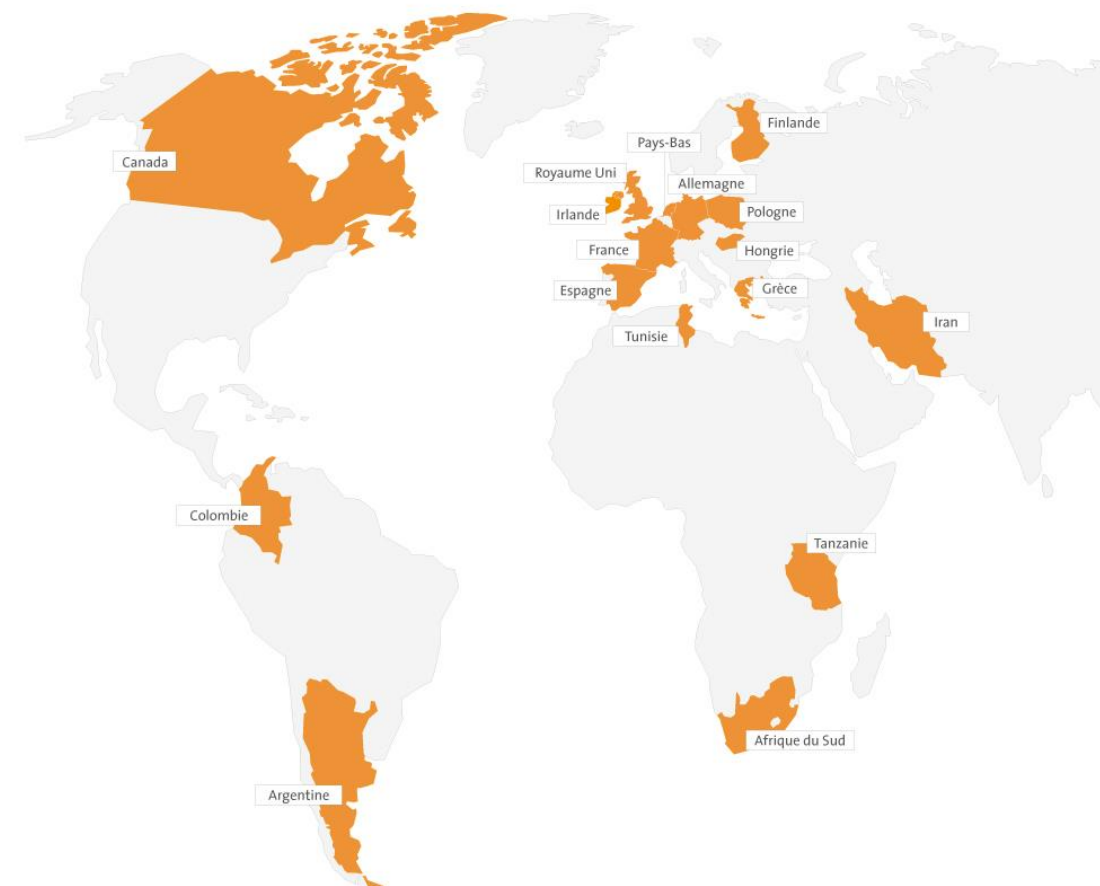 Finlande
Pays-Bas
Canada
Royaume Uni
Allemagne
Irlande
Pologne
France
Hongrie
Espagne
Grèce
Iran
Tunisie
Colombie
Tanzanie
Afrique du Sud
Argentine